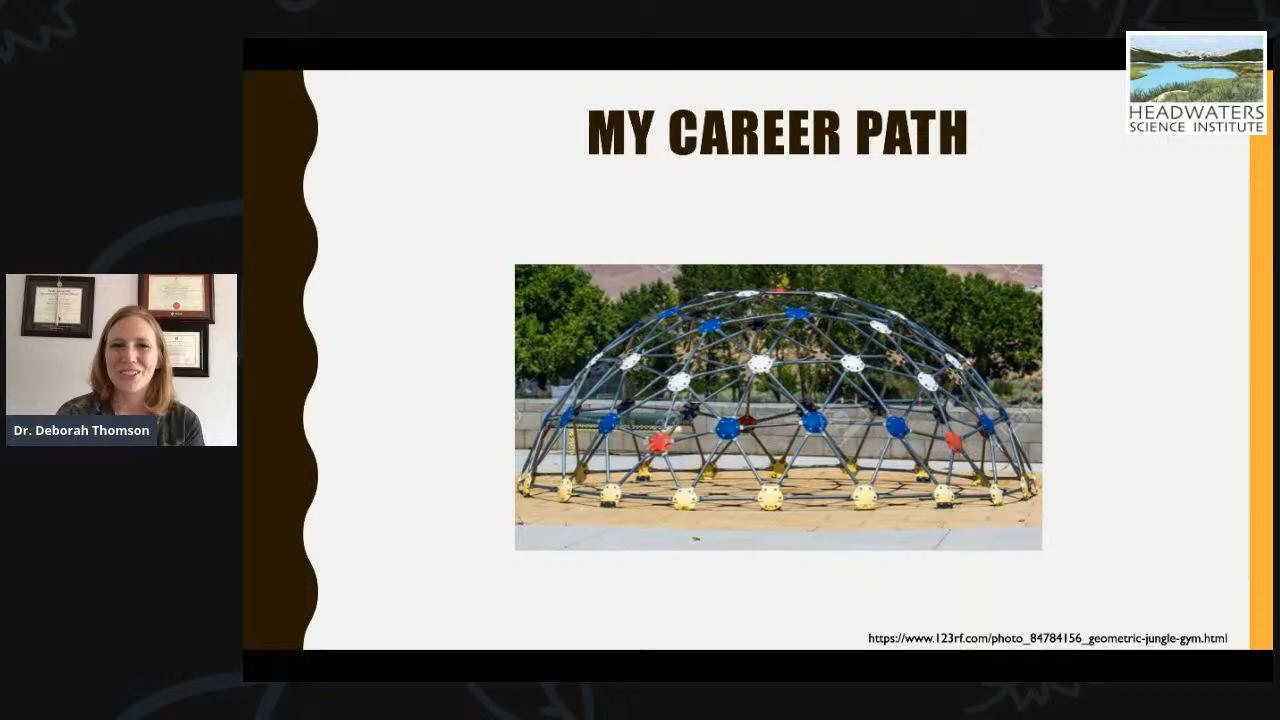 MY CAREER PATH
HEADWATERS
SCIENCE INSTITUTE
Dr. Deborah Thomson
https://www.123rf.com/photo_84784156_geometric-jungle-gym.html